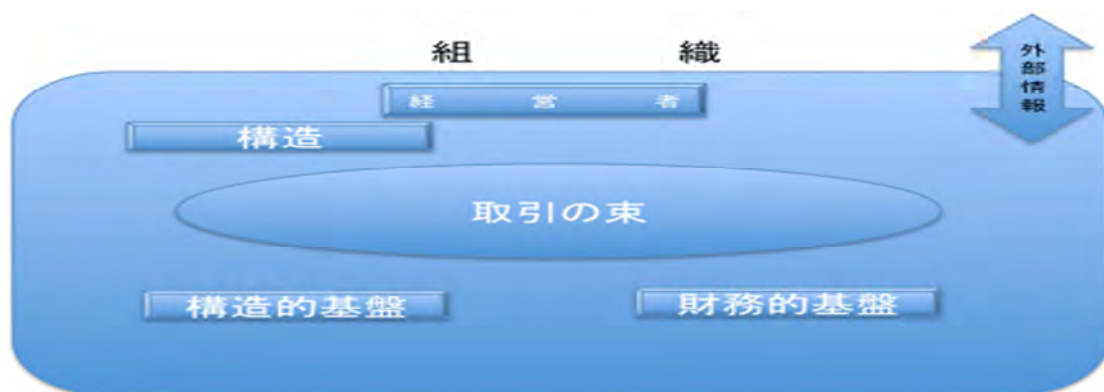 組織
外部情報
経営者
構造
取引の束
構造的基盤
財務的基盤